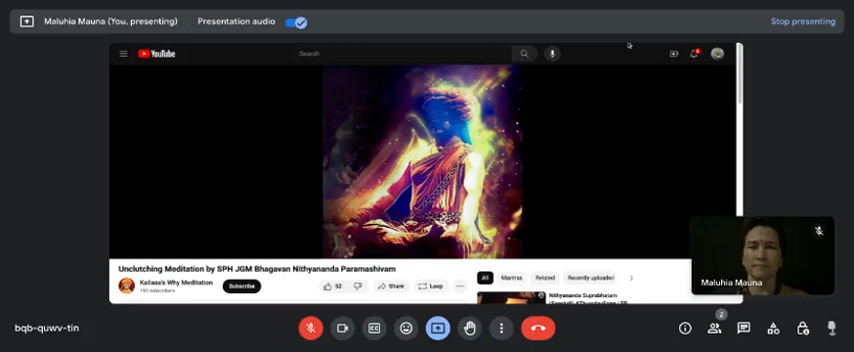 Maluhia Mauna (You, presenting)
Presentation audio
Stop presenting
YouTube
Search
Unclutching Meditation by SPH JGM Bhagavan Nithyananda Paramashivam
Kailasa's Why Meditation
Subscribe
52
Share
Loop
All
Mantras
Related
Recently uploaded
Nithyananda Suprabhatam
Maluhia Mauna
bqb-quwv-tin
2